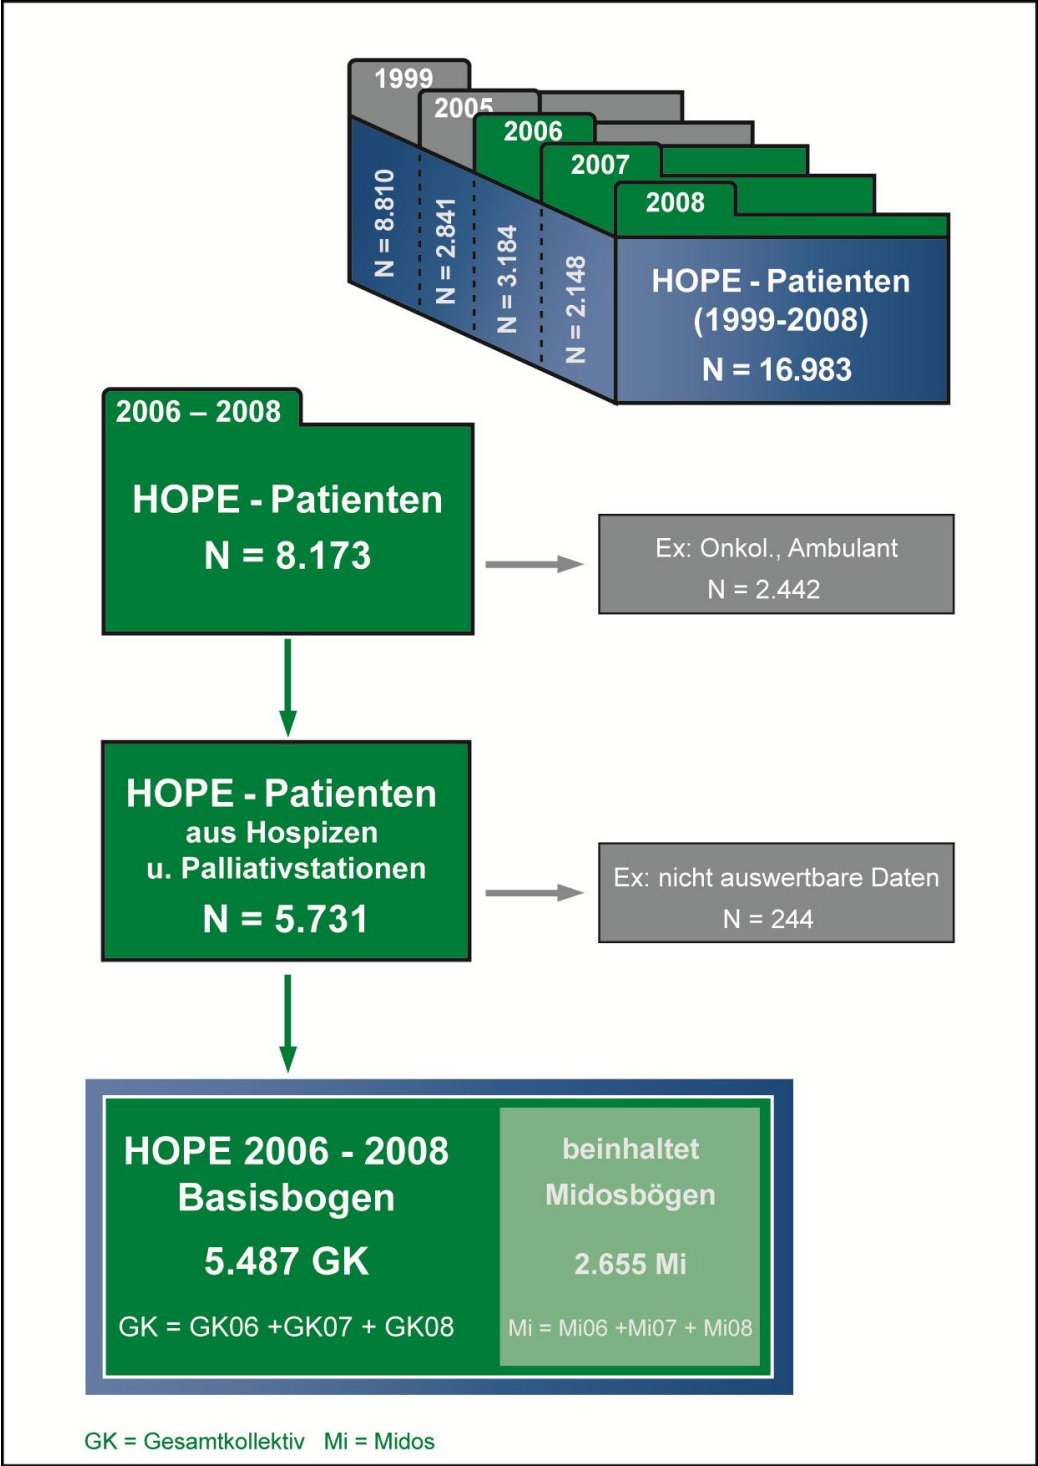 1999
2005
2006
2007
2008
N = 8.810
N = 2.841
N = 3.184
N = 2.148
HOPE - Patienten
(1999-2008)
N = 16.983
2006 – 2008
HOPE - Patienten
N = 8.173
Ex: Onkol., Ambulant
N = 2.442
HOPE - Patienten
aus Hospizen
u. Palliativstationen
N = 5.731
Ex: nicht auswertbare Daten
N = 244
HOPE 2006 - 2008
Basisbogen
5.487 GK
GK = GK06 +GK07 + GK08
beinhaltet
Midosbögen
2.655 Mi
Mi = Mi06 +Mi07 + Mi08
GK = Gesamtkollektiv Mi = Midos